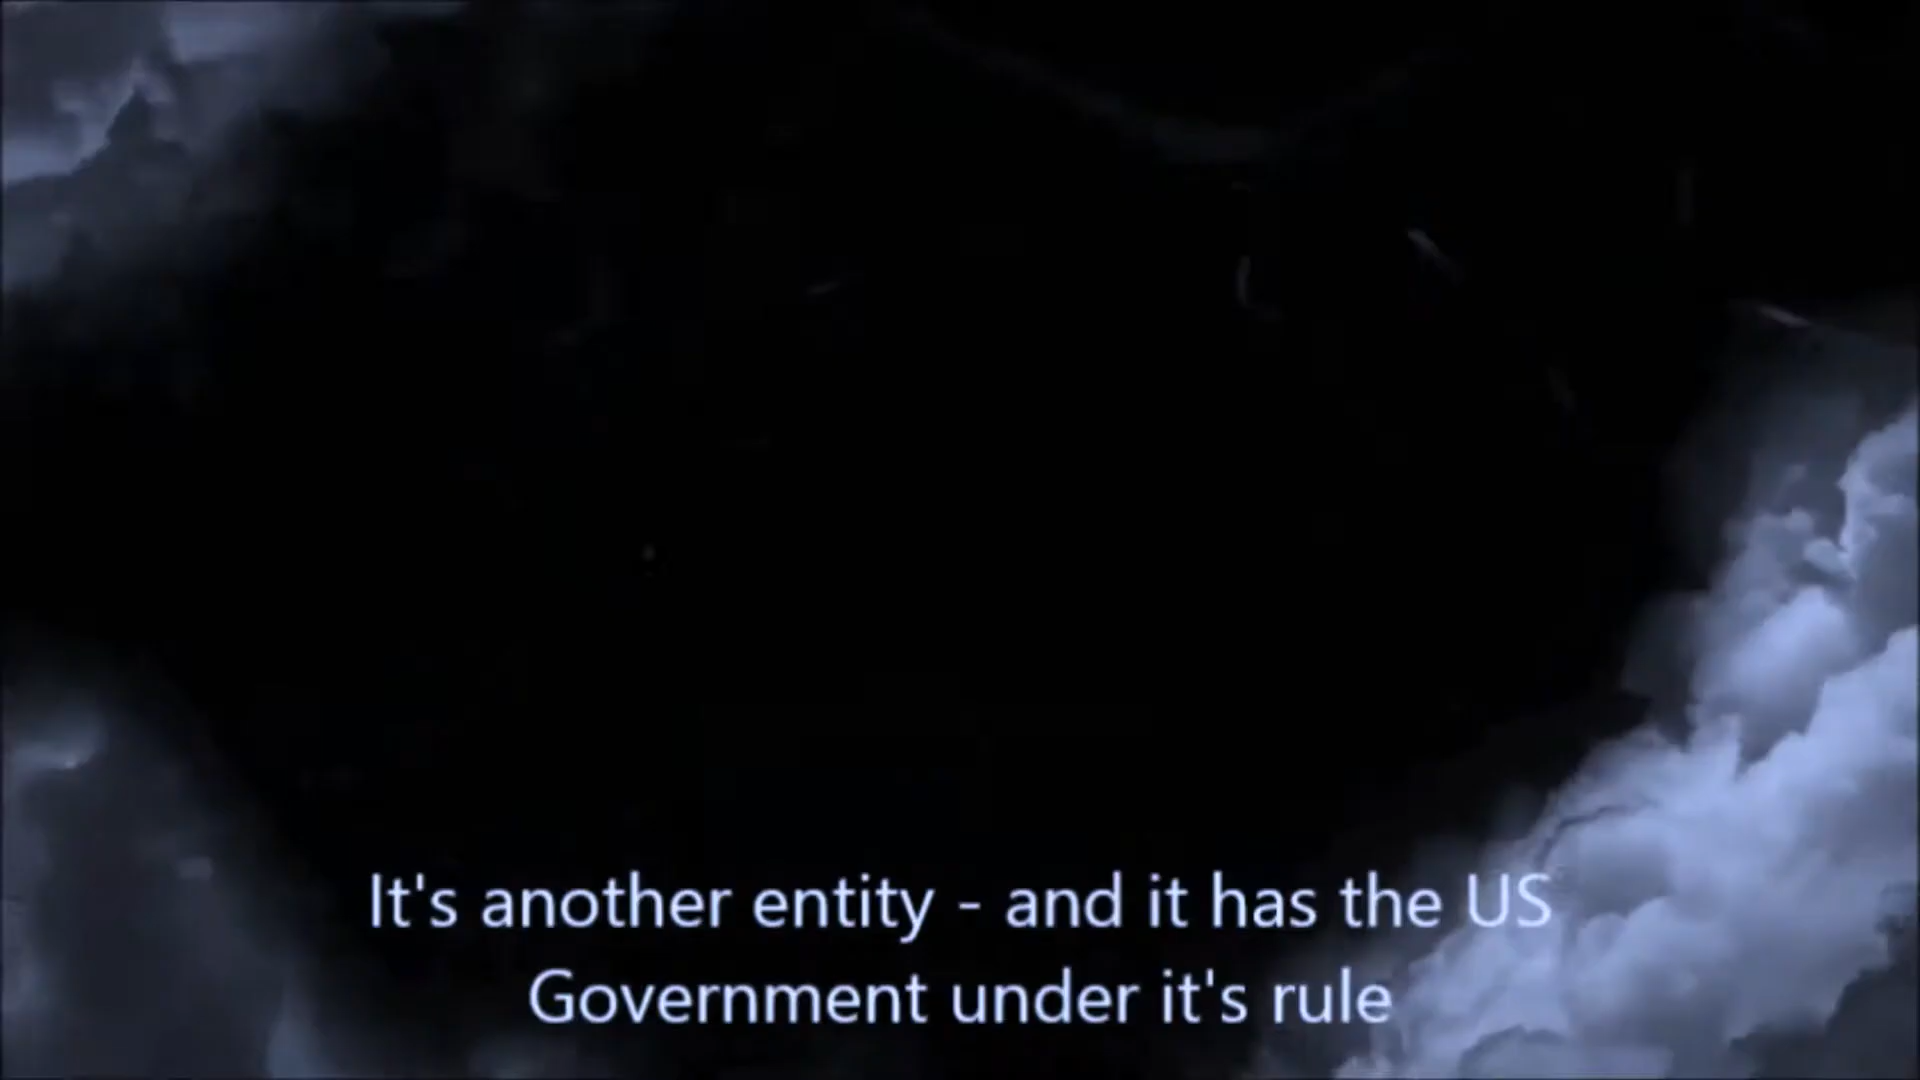 It's another entity - and it has the US
Government under it's rule